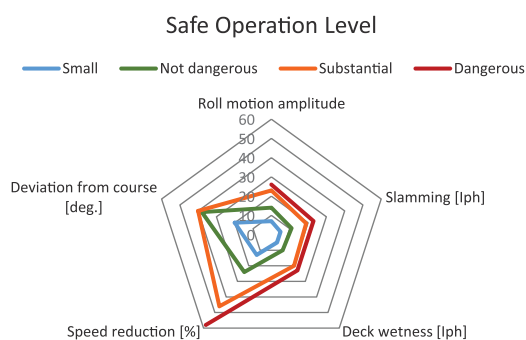 Safe Operation Level
Small Not dangerous Substantial Dangerous
Roll motion amplitude
60
50
40
30
20
10
0
Deviation from course
[deg.]
Slamming [Iph]
Speed reduction [%]
Deck wetness [Iph]